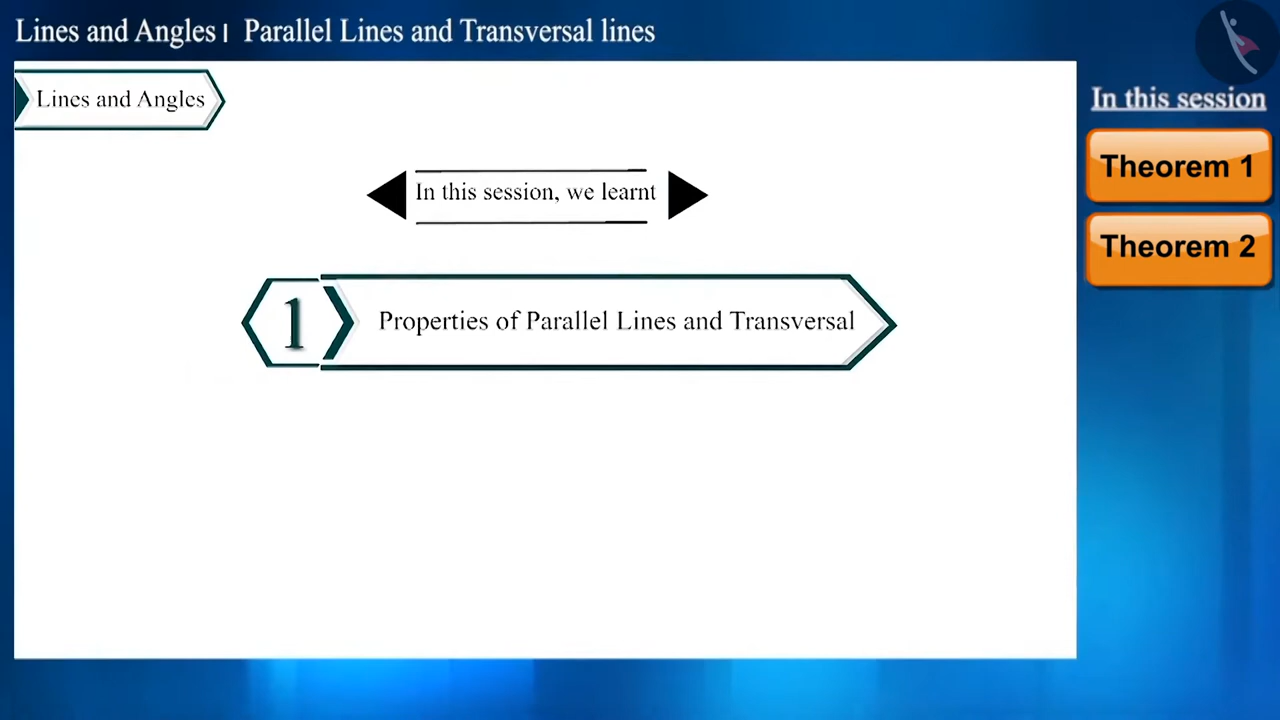 Lines and Angles। Parallel Lines and Transversal lines
In this session
Theorem 1
Theorem 2
Lines and Angles
In this session, we learnt
1 Properties of Parallel Lines and Transversal